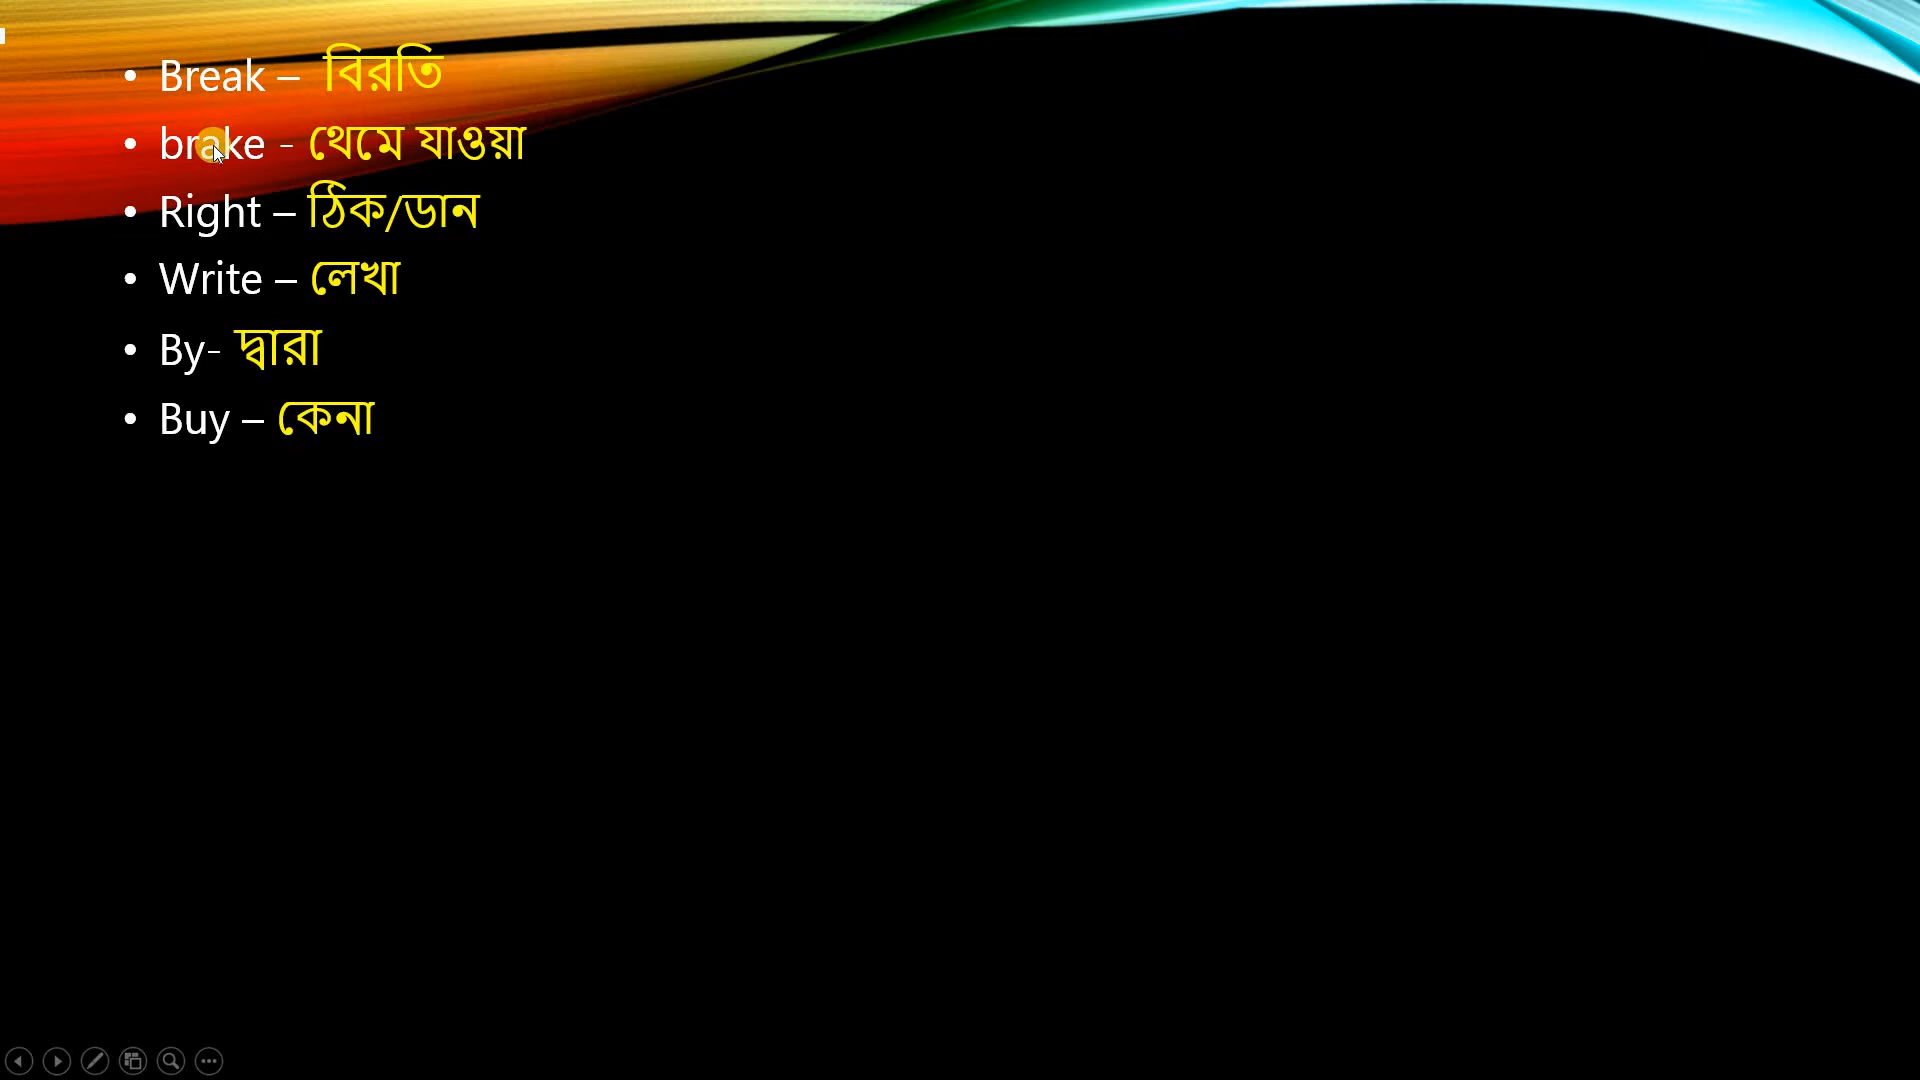 • Break – বিরতি
• brake - থেমে যাওয়া
• Right – ঠিক/ডান
• Write – লেখা
• By- দ্বারা
• Buy – কেনা